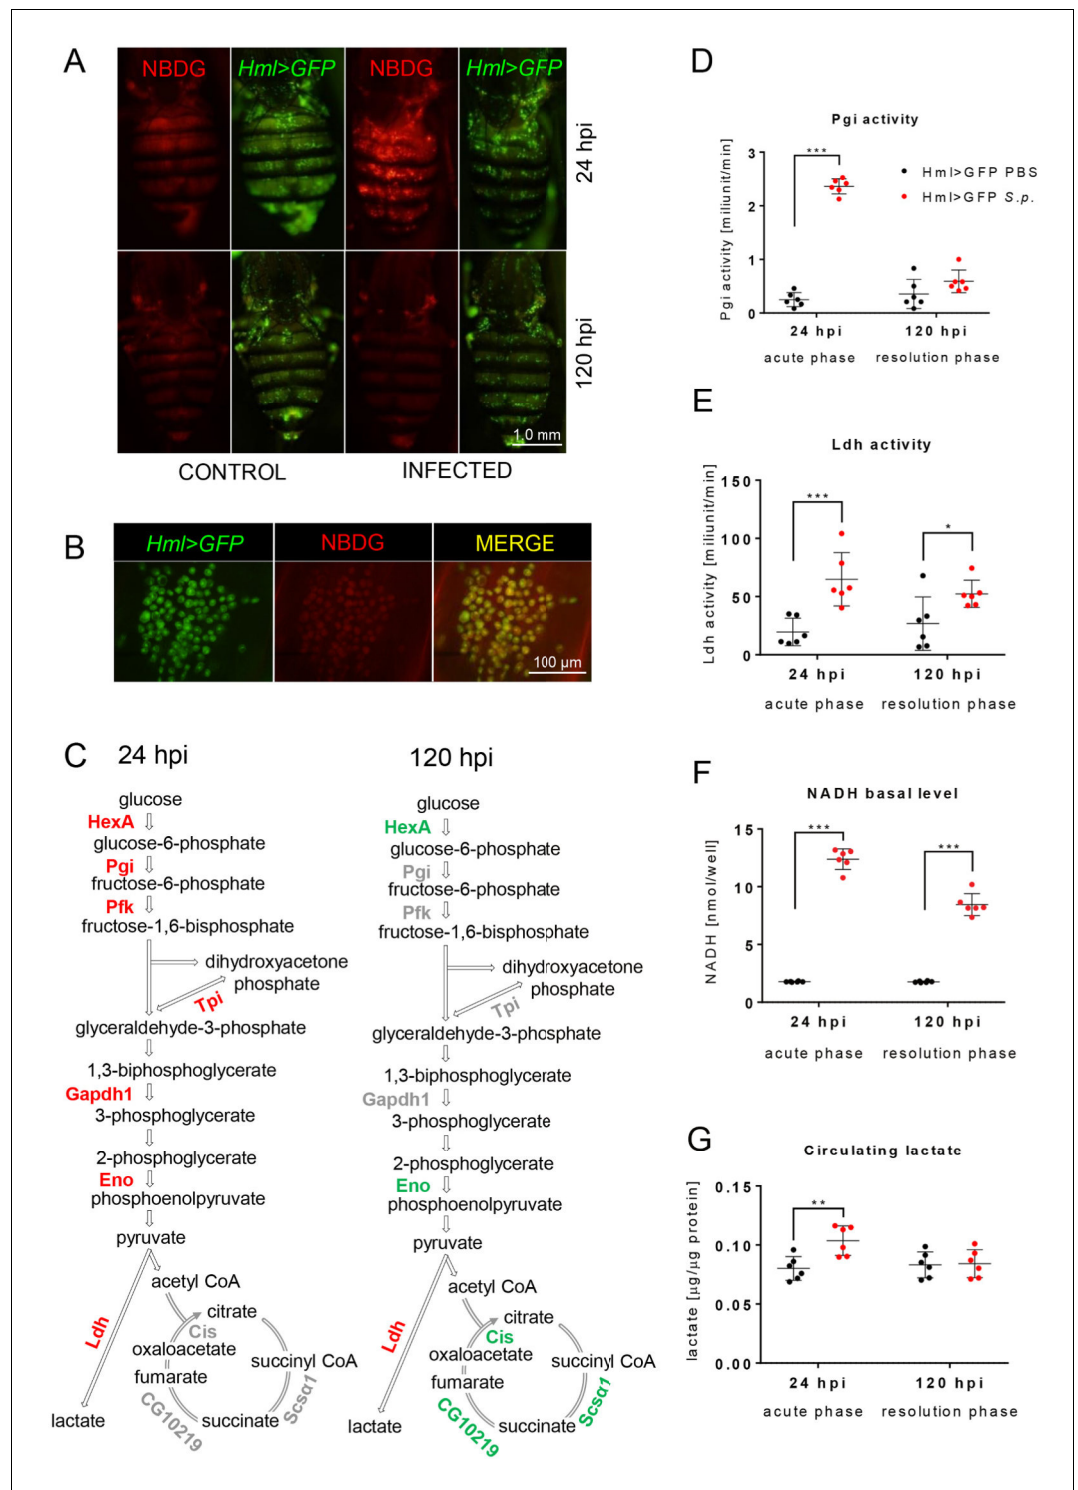 A
NBDG Hml>GFP NBDG Hml>GFP
24 hpi
120 hpi
1.0 mm
CONTROL INFECTED
B
Hml>GFP NBDG MERGE
100 µm
C
24 hpi
glucose
HexA
glucose-6-phosphate
Pgi
fructose-6-phosphate
Pfk
fructose-1,6-bisphosphate
dihydroxyacetone
phosphate
Tpi
glyceraldehyde-3-phosphate
1,3-biphosphoglycerate
Gapdh1
3-phosphoglycerate
2-phosphoglycerate
Eno
phosphoenolpyruvate
pyruvate
acetyl CoA
Ldh
citrate
Cis
oxaloacetate
succinyl CoA
fumarate
Scsα1
CG10219
succinate
lactate
120 hpi
glucose
HexA
glucose-6-phosphate
Pgi
fructose-6-phosphate
Pfk
fructose-1,6-bisphosphate
dihydroxyacetone
phosphate
Tpi
glyceraldehyde-3-phosphate
1,3-biphosphoglycerate
Gapdh1
3-phosphoglycerate
2-phosphoglycerate
Eno
phosphoenolpyruvate
pyruvate
acetyl CoA
Ldh
citrate
Cis
oxaloacetate
succinyl CoA
fumarate
Scsα1
CG10219
succinate
lactate
D
Pgi activity
Pgi activity [miliunit/min]
3
2
1
0
***
Hml>GFP PBS
Hml>GFP S.p.
24 hpi 120 hpi
acute phase resolution phase
E
Ldh activity
Ldh activity [miliunit/min]
150
100
50
0
***
*
24 hpi 120 hpi
acute phase resolution phase
F
NADH basal level
NADH [nmol/well]
15
10
5
0
***
***
24 hpi 120 hpi
acute phase resolution phase
G
Circulating lactate
lactate [µg/µg protein]
0.15
0.10
0.05
0.00
**
24 hpi 120 hpi
acute phase resolution phase